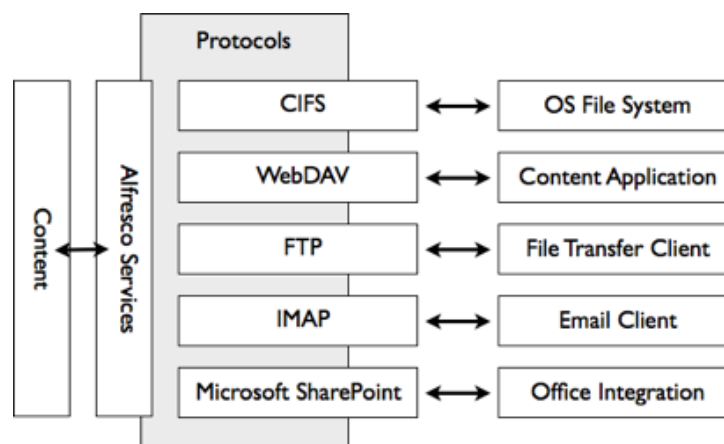 Protocols
Content
Alfresco Services
CIFS
OS File System
WebDAV
Content Application
FTP
File Transfer Client
IMAP
Email Client
Microsoft SharePoint
Office Integration